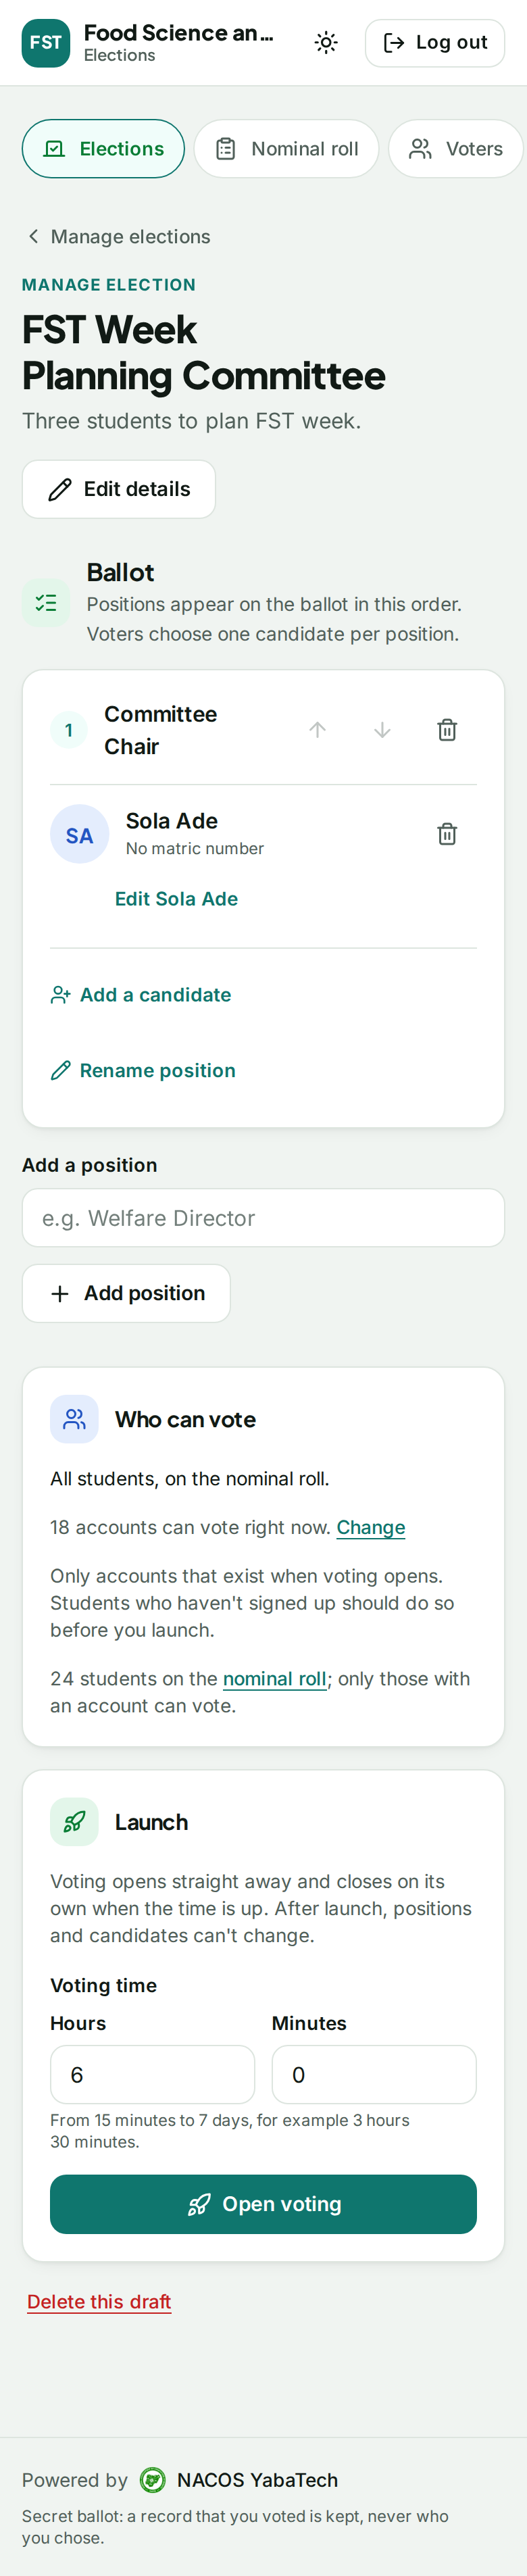 FST
Food Science an...
Elections
Log out
Elections
Nominal roll
Voters
Manage elections
MANAGE ELECTION
FST Week
Planning Committee
Three students to plan FST week.
Edit details
Ballot
Positions appear on the ballot in this order.
Voters choose one candidate per position.
1
Committee
Chair
SA
Sola Ade
No matric number
Edit Sola Ade
Add a candidate
Rename position
Add a position
e.g. Welfare Director
Add position
Who can vote
All students, on the nominal roll.
18 accounts can vote right now. Change
Only accounts that exist when voting opens.
Students who haven't signed up should do so
before you launch.
24 students on the nominal roll; only those with
an account can vote.
Launch
Voting opens straight away and closes on its
own when the time is up. After launch, positions
and candidates can't change.
Voting time
Hours
Minutes
6
0
From 15 minutes to 7 days, for example 3 hours
30 minutes.
Open voting
Delete this draft
Powered by NACOS YabaTech
Secret ballot: a record that you voted is kept, never who
you chose.